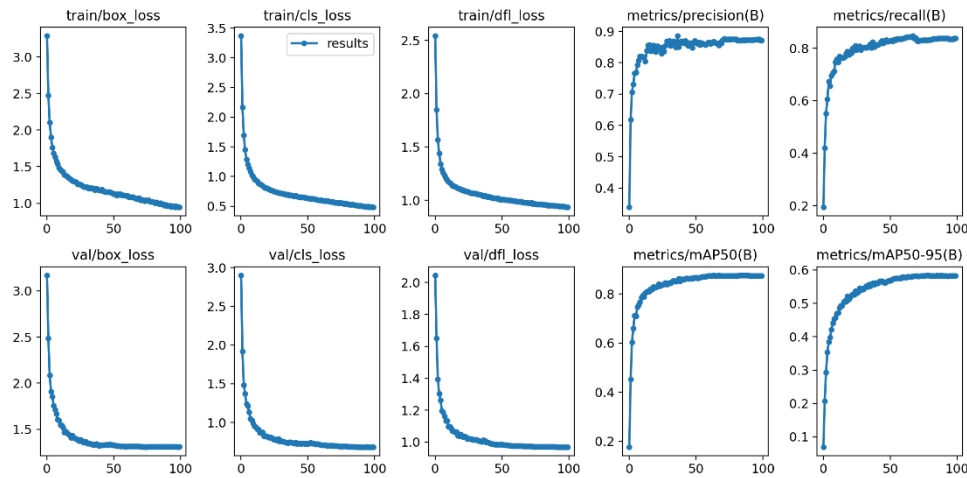 train/box_loss
train/cls_loss
train/dfl_loss
metrics/precision(B)
metrics/recall(B)
3.0
2.5
2.0
1.5
1.0
0 50 100
results
3.5
3.0
2.5
2.0
1.5
1.0
0.5
0 50 100
2.5
2.0
1.5
1.0
0 50 100
0.9
0.8
0.7
0.6
0.5
0.4
0 50 100
0.8
0.6
0.4
0.2
0 50 100
val/box_loss
val/cls_loss
val/dfl_loss
metrics/mAP50(B)
metrics/mAP50-95(B)
3.0
2.5
2.0
1.5
0 50 100
3.0
2.5
2.0
1.5
1.0
0 50 100
2.0
1.8
1.6
1.4
1.2
1.0
0 50 100
0.8
0.6
0.4
0.2
0 50 100
0.6
0.5
0.4
0.3
0.2
0.1
0 50 100